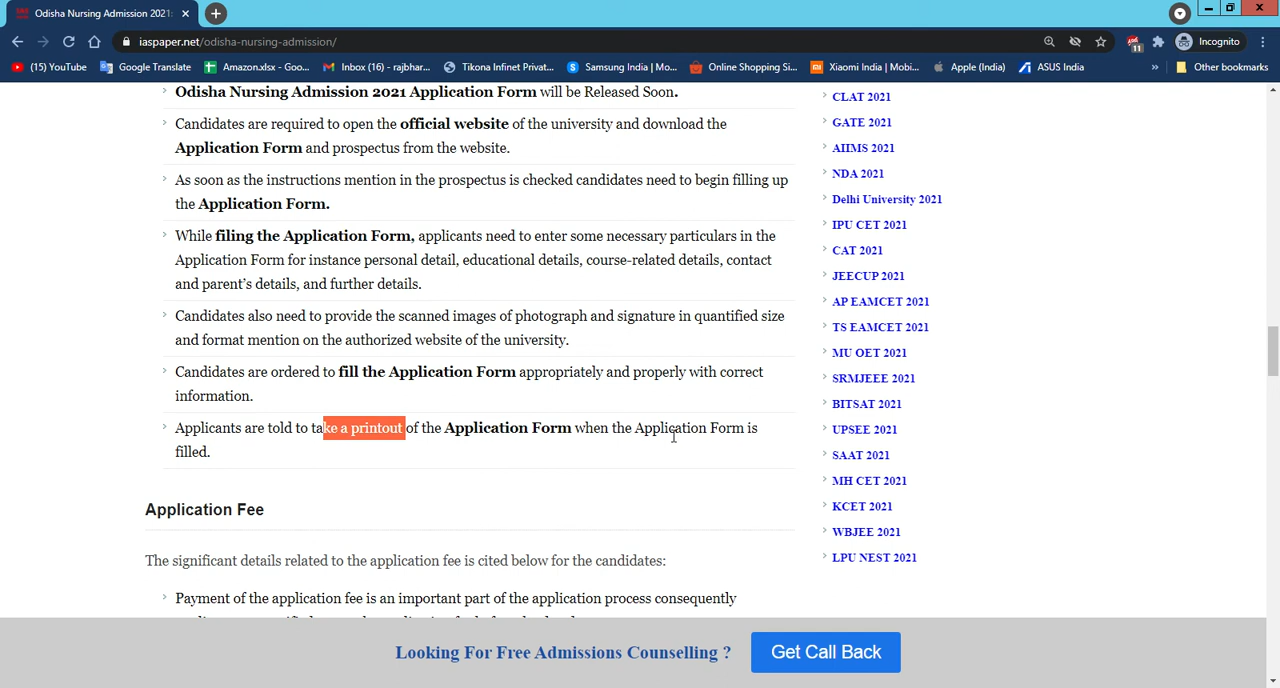 Odisha Nursing Admission 2021:
iaspaper.net/odisha-nursing-admission/
11
Incognito
(15) YouTube
Google Translate
Amazon.xlsx - Goo...
Inbox (16) - rajbhar...
Tikona Infinet Privat...
Samsung India | Mo...
Online Shopping Si...
Xiaomi India | Mobi...
Apple (India)
ASUS India
»
Other bookmarks
Odisha Nursing Admission 2021 Application Form will be Released Soon.
Candidates are required to open the official website of the university and download the
Application Form and prospectus from the website.
As soon as the instructions mention in the prospectus is checked candidates need to begin filling up
the Application Form.
While filing the Application Form, applicants need to enter some necessary particulars in the
Application Form for instance personal detail, educational details, course-related details, contact
and parent's details, and further details.
Candidates also need to provide the scanned images of photograph and signature in quantified size
and format mention on the authorized website of the university.
Candidates are ordered to fill the Application Form appropriately and properly with correct
information.
Applicants are told to take a printout of the Application Form when the Application Form is
filled.
Application Fee
The significant details related to the application fee is cited below for the candidates:
Payment of the application fee is an important part of the application process consequently
CLAT 2021
GATE 2021
AIIMS 2021
NDA 2021
Delhi University 2021
IPU CET 2021
CAT 2021
JEECUP 2021
AP EAMCET 2021
TS EAMCET 2021
MU OET 2021
SRMJEEE 2021
BITSAT 2021
UPSEE 2021
SAAT 2021
MH CET 2021
KCET 2021
WBJEE 2021
LPU NEST 2021
Looking For Free Admissions Counselling ?
Get Call Back